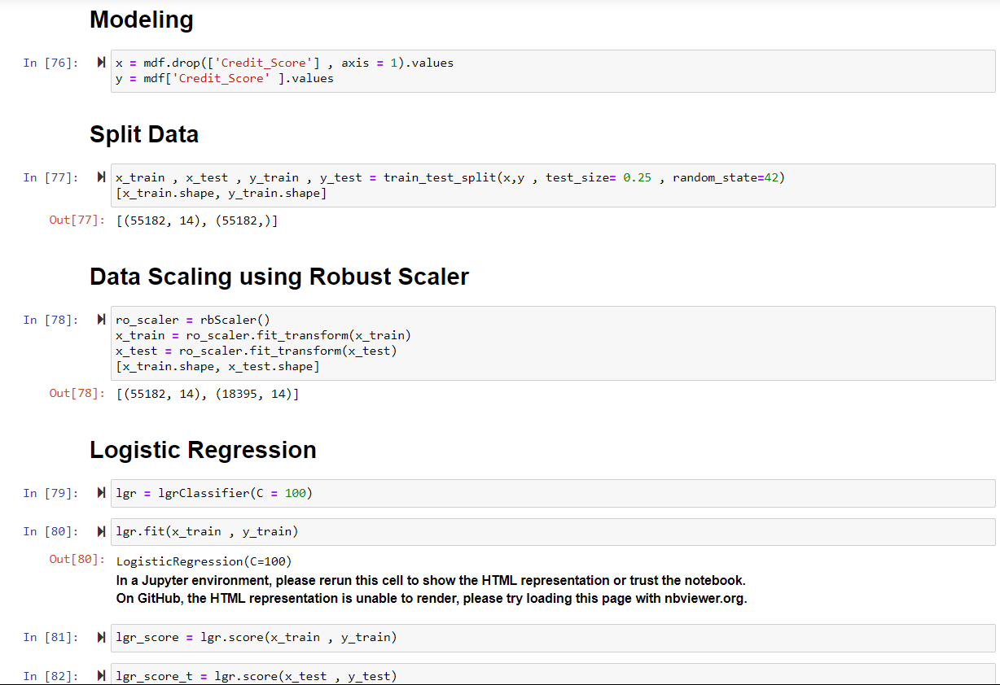 Modeling
In [76]: x = mdf.drop(['Credit_Score'] , axis = 1).values
y = mdf['Credit_Score' ].values
Split Data
In [77]: x_train , x_test , y_train , y_test = train_test_split(x,y , test_size= 0.25 , random_state=42)
[x_train.shape, y_train.shape]
Out[77]: [(55182, 14), (55182,)]
Data Scaling using Robust Scaler
In [78]: ro_scaler = rbScaler()
x_train = ro_scaler.fit_transform(x_train)
x_test = ro_scaler.fit_transform(x_test)
[x_train.shape, x_test.shape]
Out[78]: [(55182, 14), (18395, 14)]
Logistic Regression
In [79]: lgr = lgrClassifier(C = 100)
In [80]: lgr.fit(x_train , y_train)
Out[80]: LogisticRegression(C=100)
In a Jupyter environment, please rerun this cell to show the HTML representation or trust the notebook.
On GitHub, the HTML representation is unable to render, please try loading this page with nbviewer.org.
In [81]: lgr_score = lgr.score(x_train , y_train)
In [82]: lgr_score_t = lgr.score(x_test , y_test)